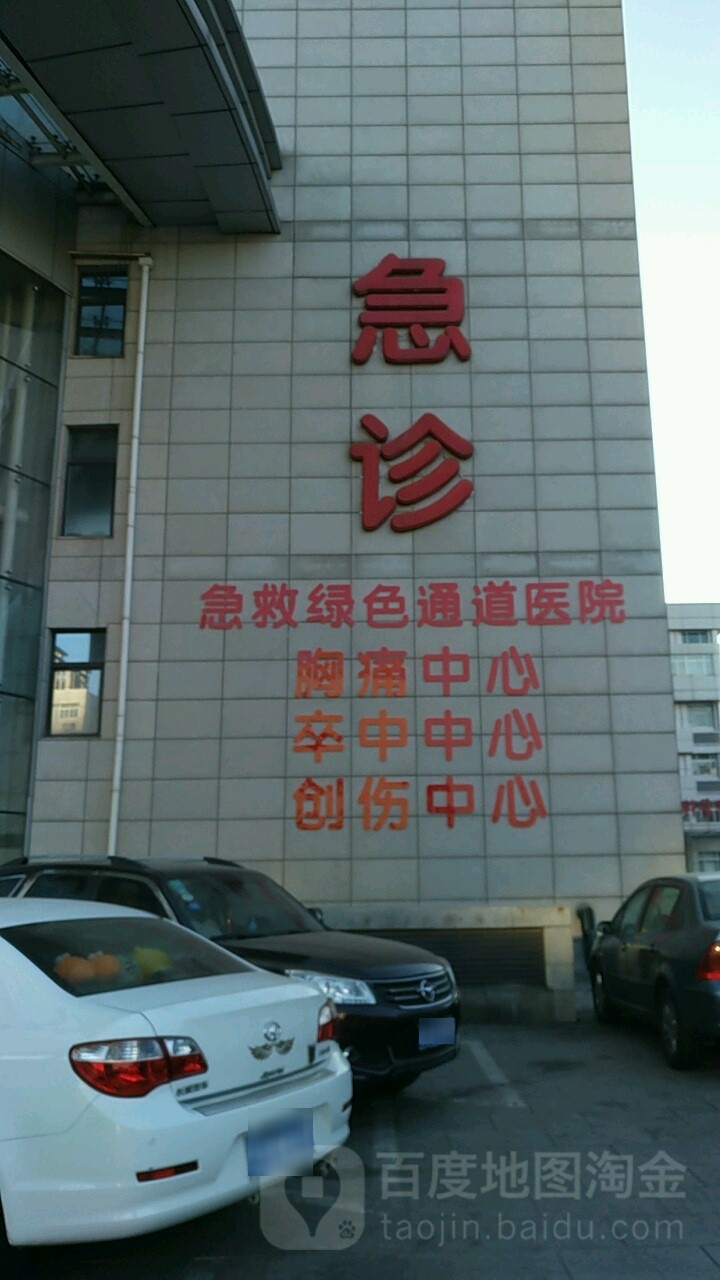 急
诊
急救绿色通道医院
胸痛中心
卒中中心
创伤中心
百度地图淘金
taojin.baidu.com